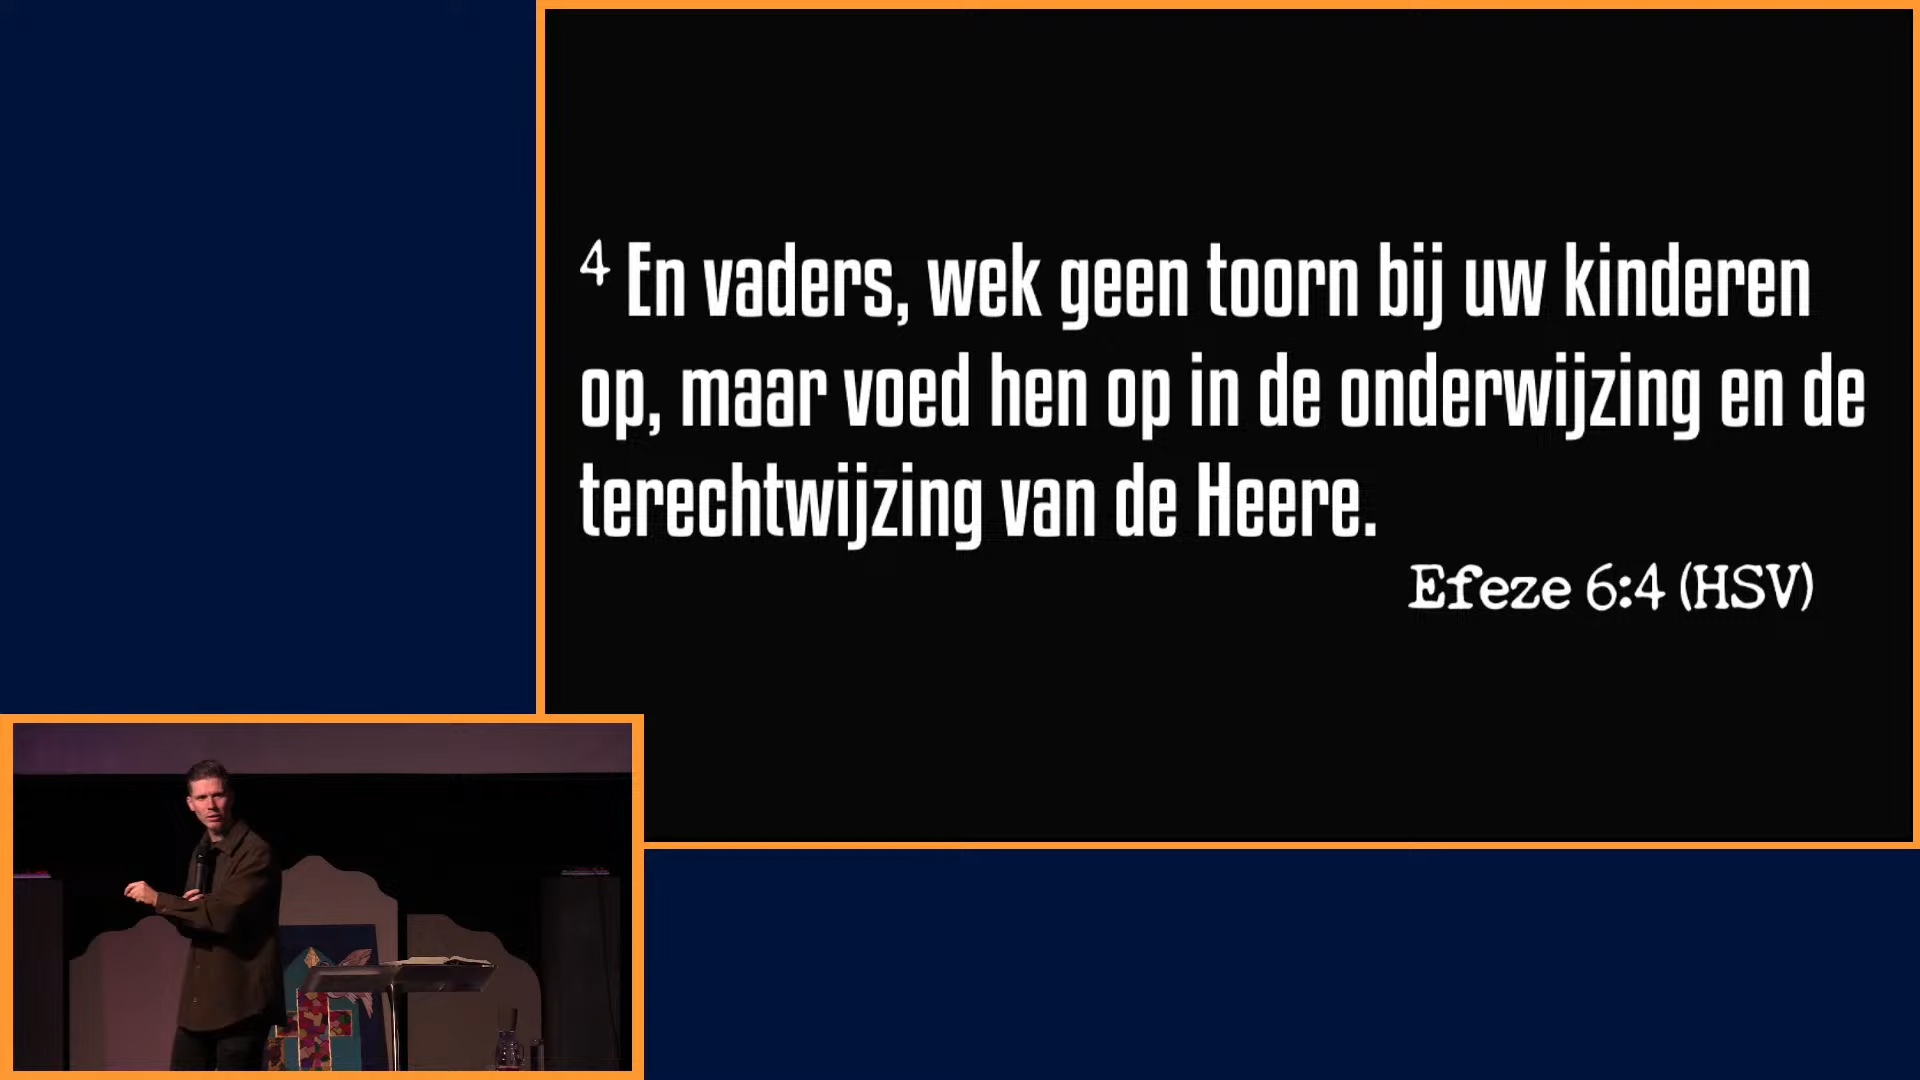 4 En vaders, wek geen toorn bij uw kinderen
op, maar voed hen op in de onderwijzing en de
terechtwijzing van de Heere.
Efeze 6:4 (HSV)